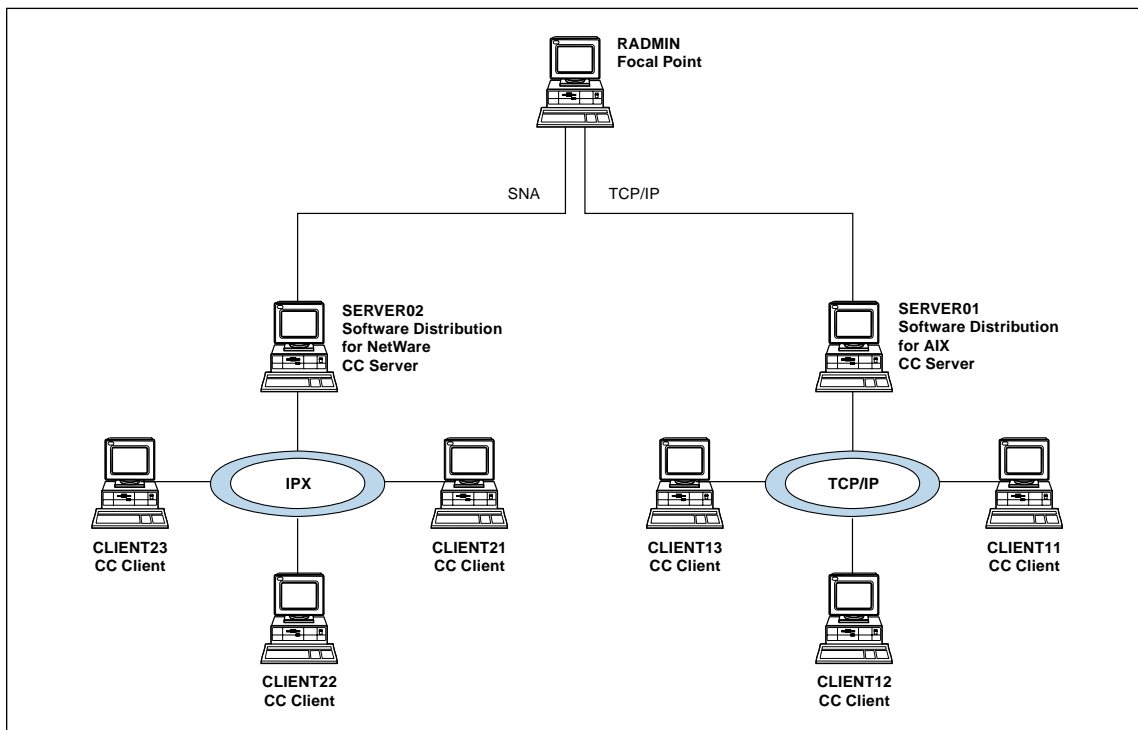 RADMIN
Focal Point
SNA
TCP/IP
SERVER02
Software Distribution
for NetWare
CC Server
SERVER01
Software Distribution
for AIX
CC Server
IPX
TCP/IP
CLIENT23
CC Client
CLIENT21
CC Client
CLIENT13
CC Client
CLIENT11
CC Client
CLIENT22
CC Client
CLIENT12
CC Client